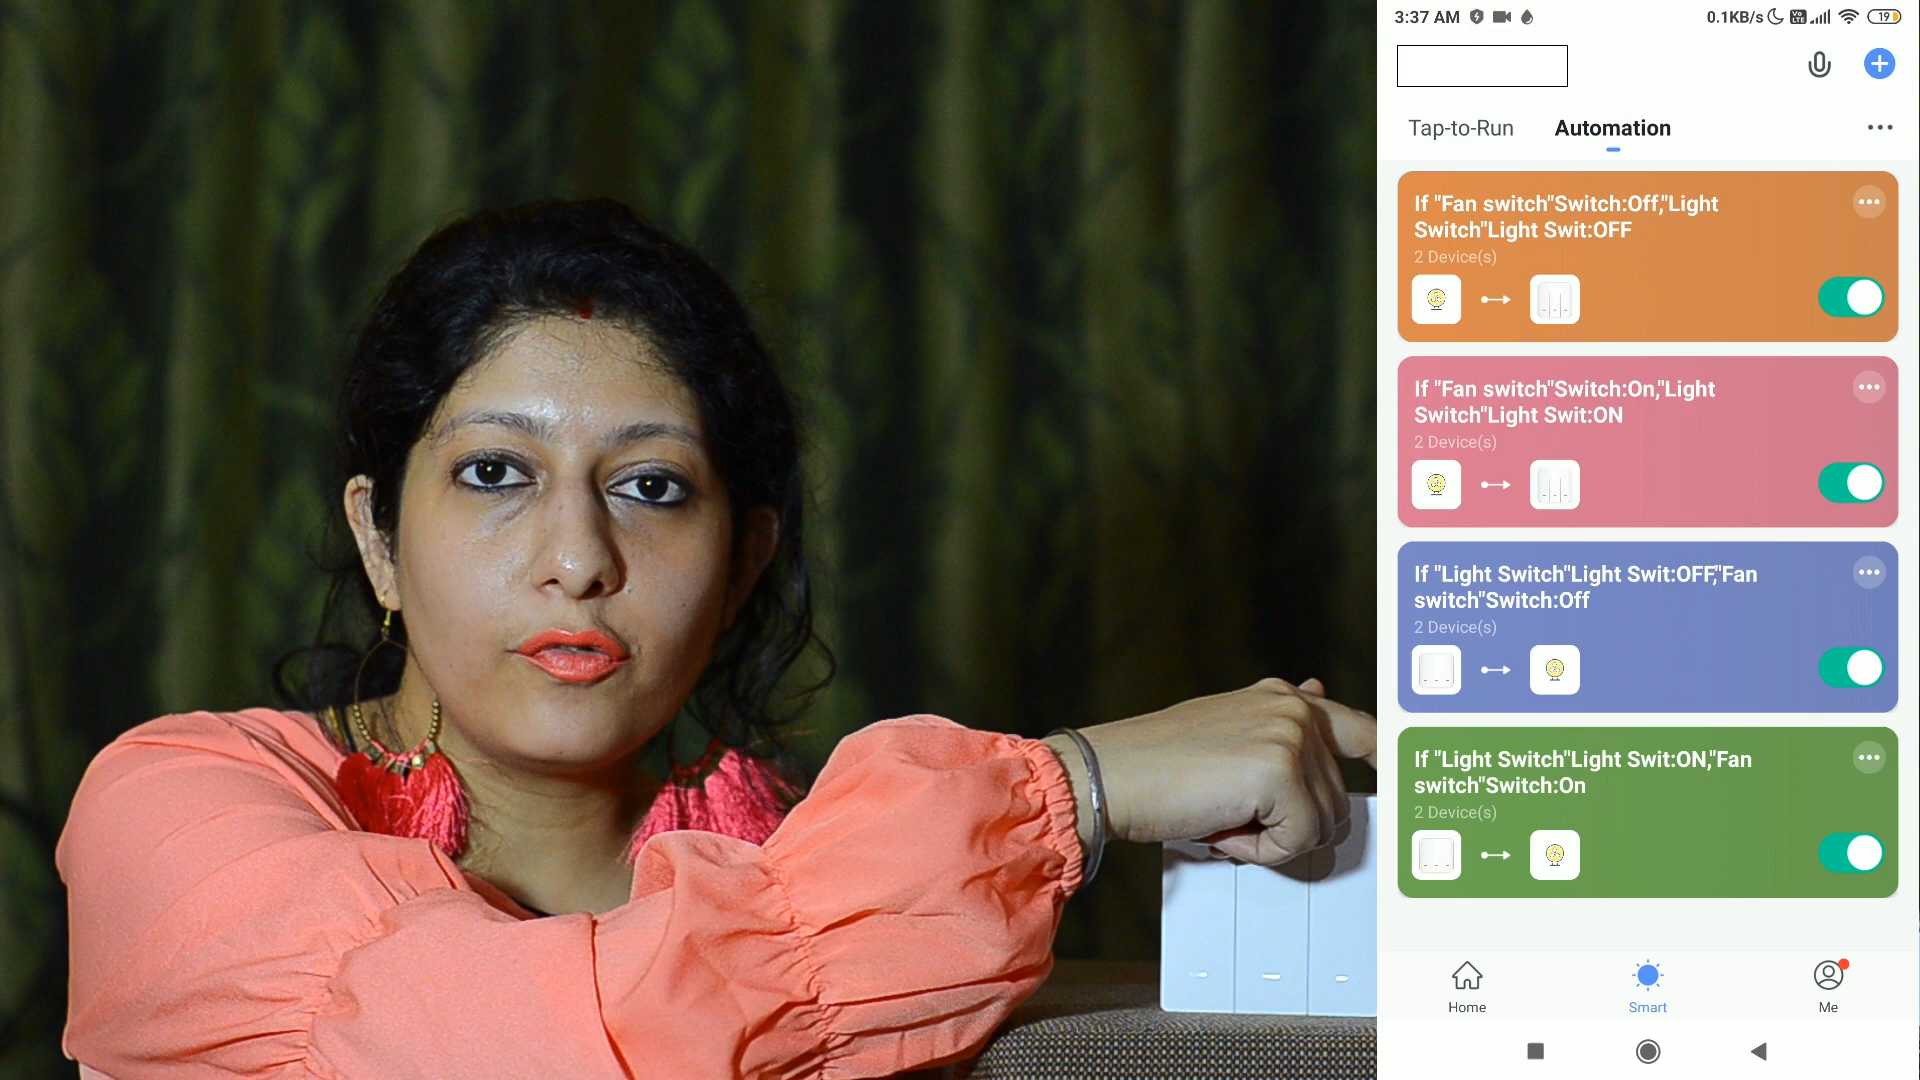 3:37 AM
0.1KB/s
Vo LTE
19
Tap-to-Run
Automation
If "Fan switch"Switch:Off,"Light
Switch"Light Swit:OFF
2 Device(s)
If "Fan switch"Switch:On,"Light
Switch"Light Swit:ON
2 Device(s)
If "Light Switch"Light Swit:OFF,"Fan
switch"Switch:Off
2 Device(s)
If "Light Switch"Light Swit:ON,"Fan
switch"Switch:On
2 Device(s)
Home
Smart
Me